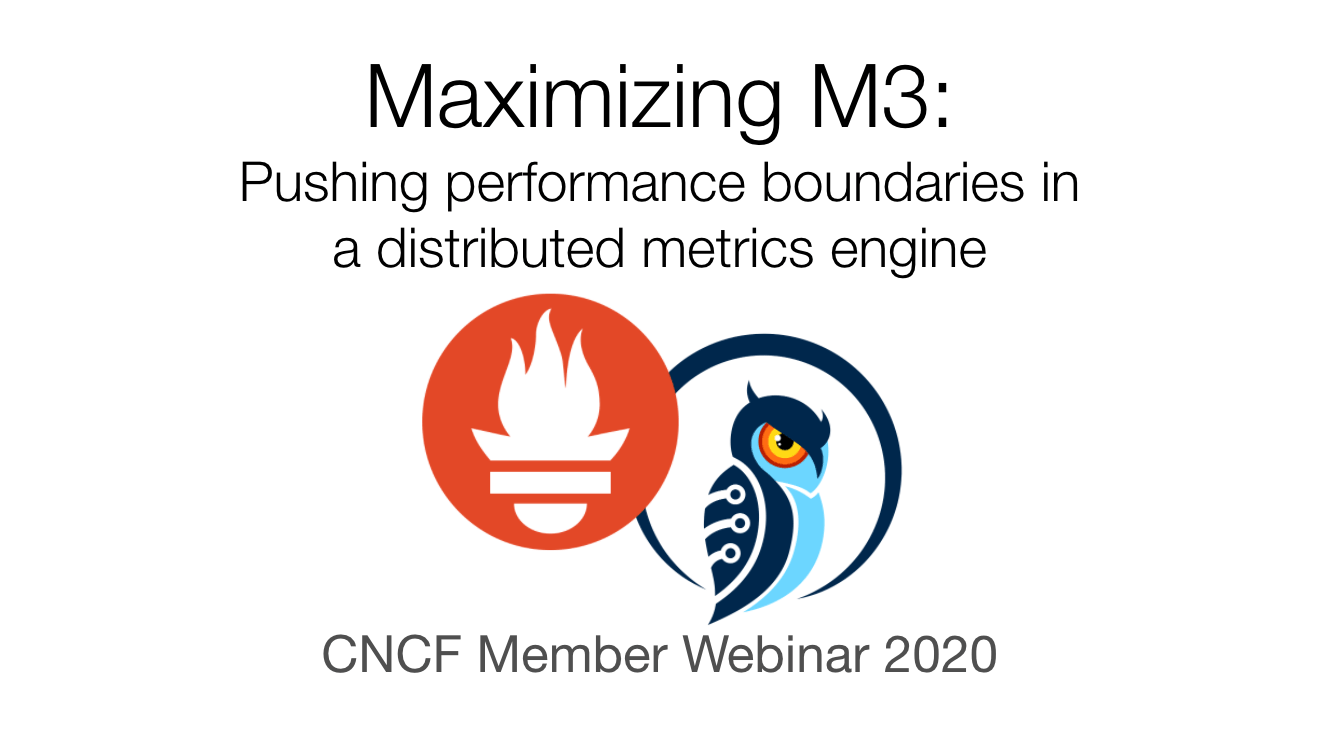 Maximizing M3:
Pushing performance boundaries in
a distributed metrics engine
CNCF Member Webinar 2020